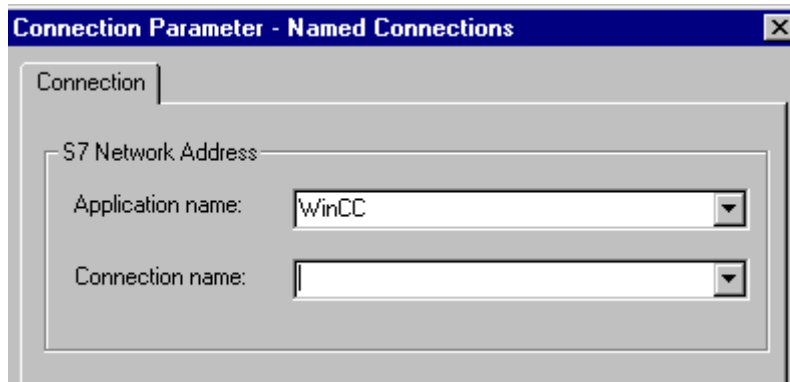 Connection Parameter - Named Connections
Connection
S7 Network Address
Application name: WinCC
Connection name: